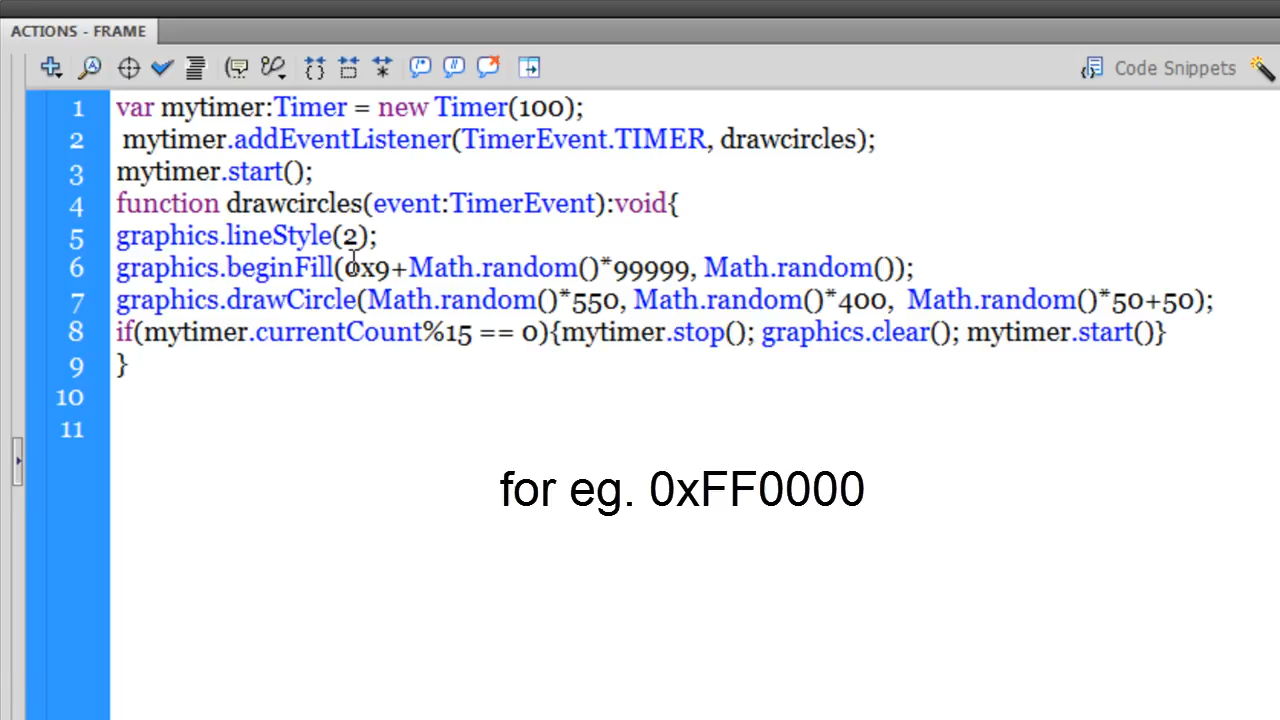 ACTIONS - FRAME
Code Snippets
1 var mytimer:Timer = new Timer(100);
2 mytimer.addEventListener(TimerEvent.TIMER, drawcircles);
3 mytimer.start();
4 function drawcircles(event:TimerEvent):void{
5 graphics.lineStyle(2);
6 graphics.beginFill(0x9+Math.random()*99999, Math.random());
7 graphics.drawCircle(Math.random()*550, Math.random()*400,  Math.random()*50+50);
8 if(mytimer.currentCount%15 == 0){mytimer.stop(); graphics.clear(); mytimer.start()}
9 }
10
11
for eg. 0xFF0000